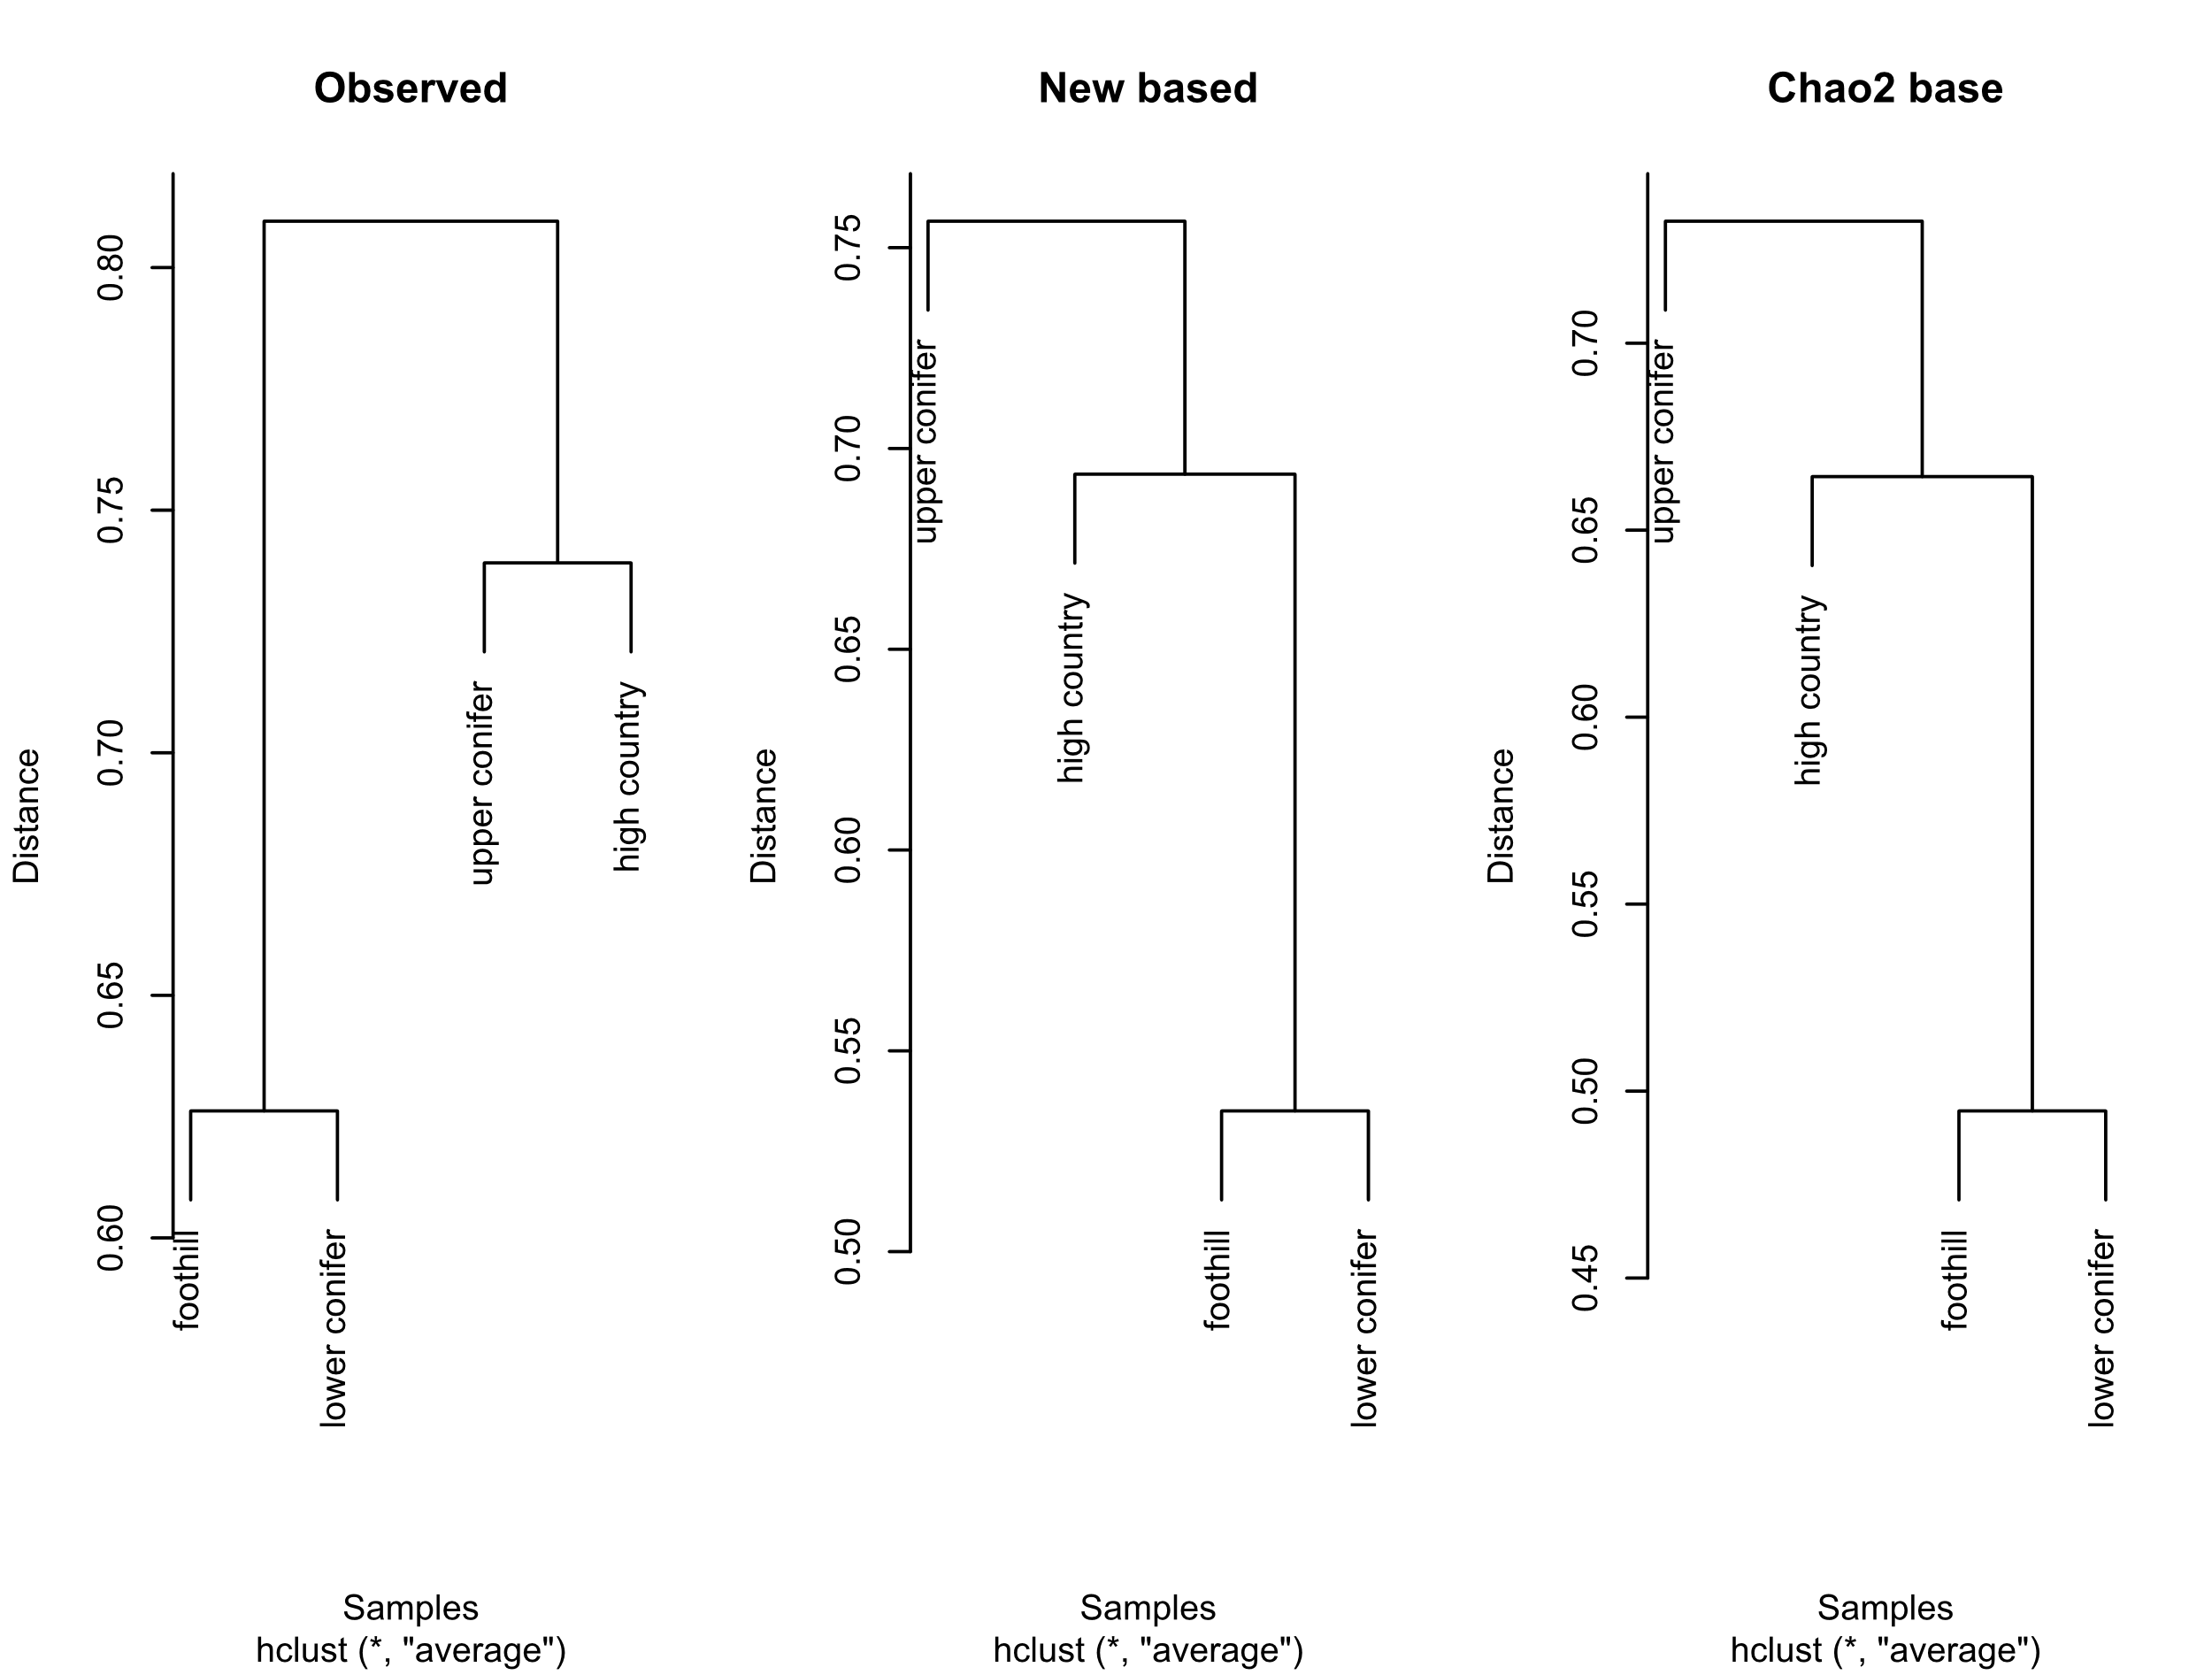 Observed
Distance
0.80
0.75
0.70
0.65
0.60
foothill
lower conifer
upper conifer
high country
Samples
hclust (*, "average")
New based
Distance
0.75
0.70
0.65
0.60
0.55
0.50
upper conifer
high country
foothill
lower conifer
Samples
hclust (*, "average")
Chao2 base
Distance
0.70
0.65
0.60
0.55
0.50
0.45
upper conifer
high country
foothill
lower conifer
Samples
hclust (*, "average")